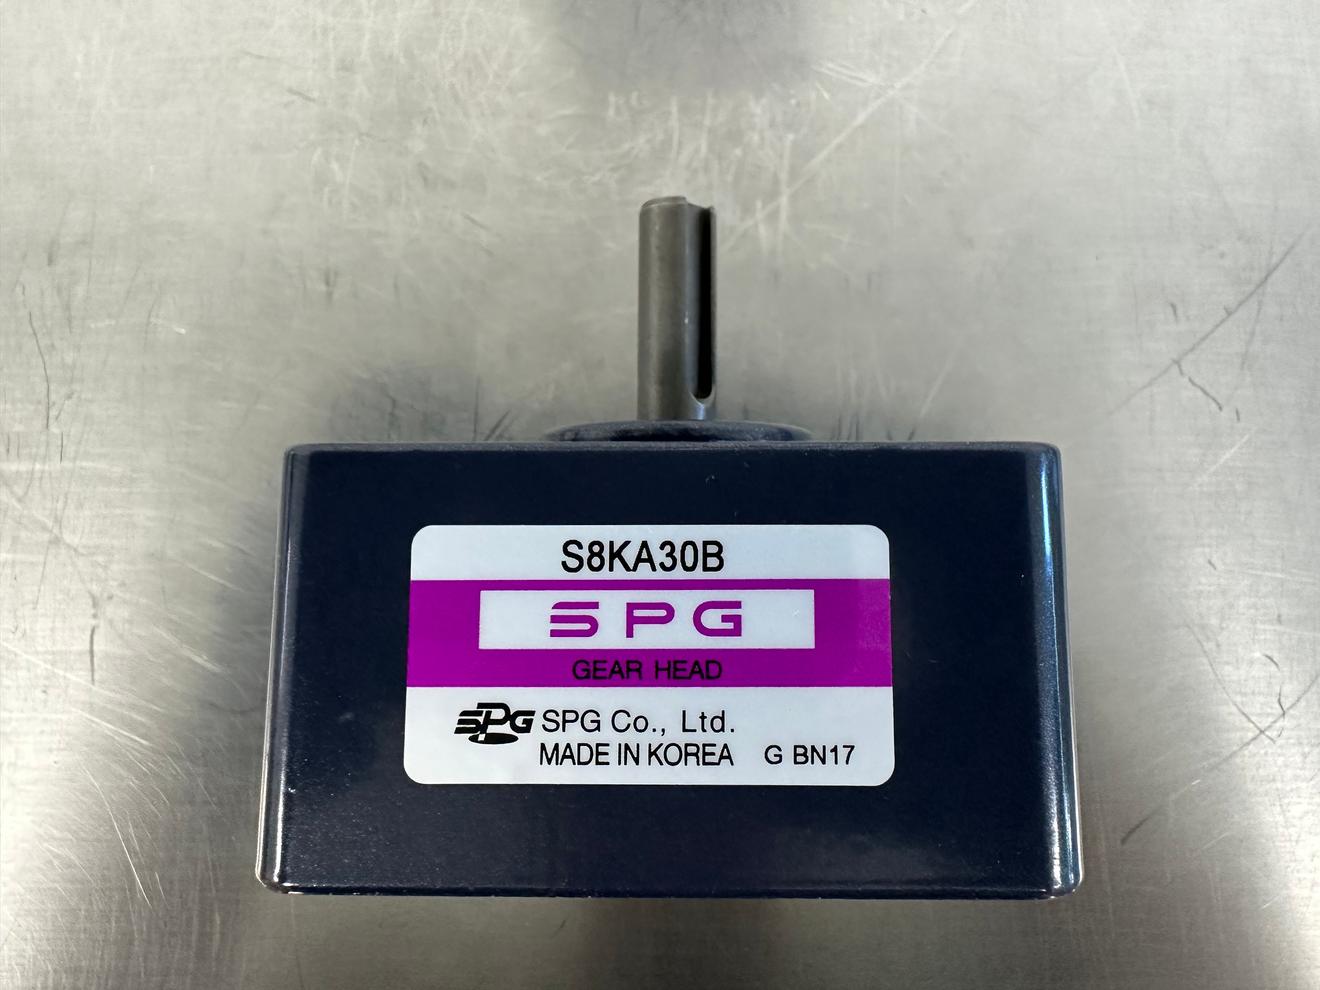 S8KA30B
SPG
GEAR HEAD
SPG SPG Co., Ltd.
MADE IN KOREA G BN17